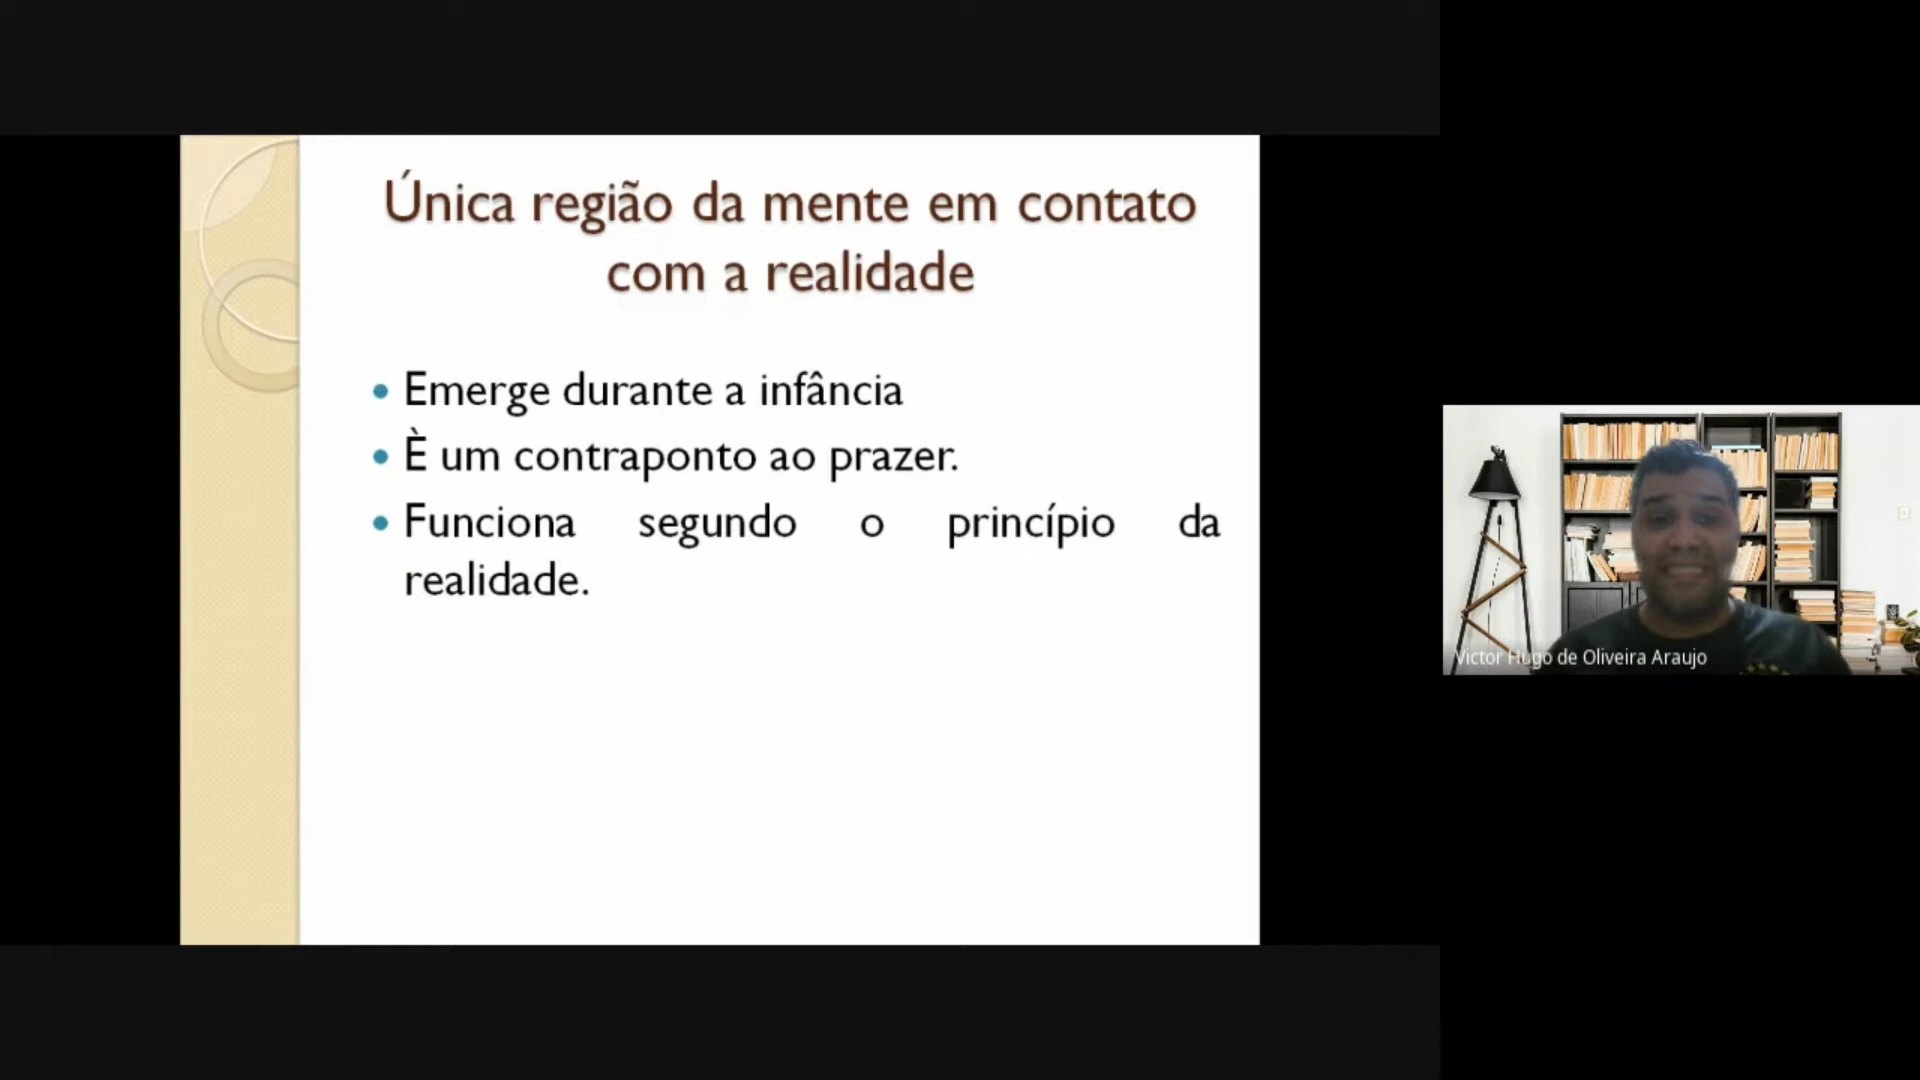 Única região da mente em contato
com a realidade
• Emerge durante a infância
• È um contraponto ao prazer.
• Funciona segundo o princípio da
realidade.
Victor Hugo de Oliveira Araujo